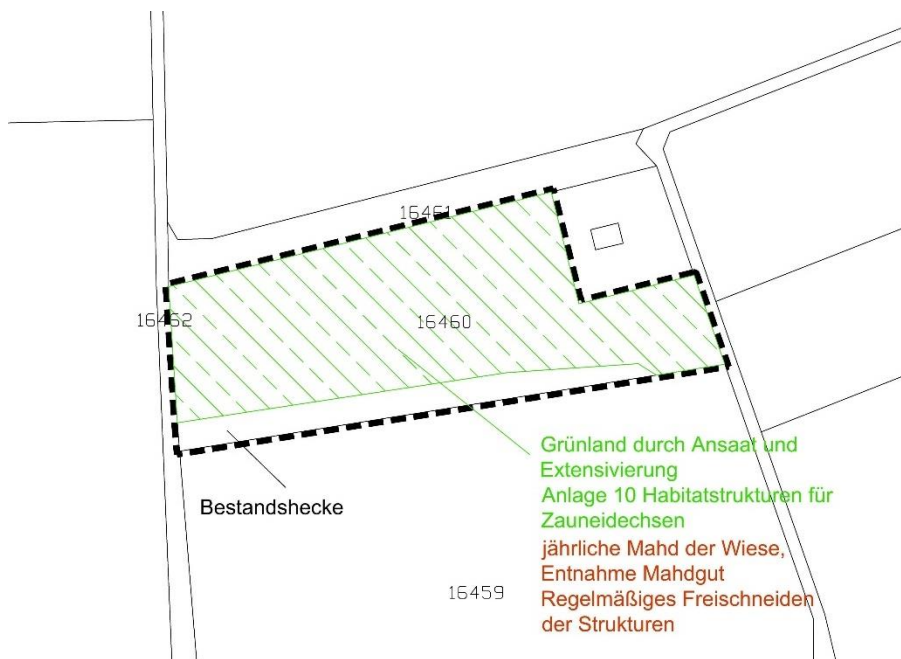 16461
16462
16460
Grünland durch Ansaat und
Extensivierung
Anlage 10 Habitatstrukturen für
Zauneidechsen
jährliche Mahd der Wiese,
Entnahme Mahdgut
Regelmäßiges Freischneiden
der Strukturen
Bestandshecke
16459